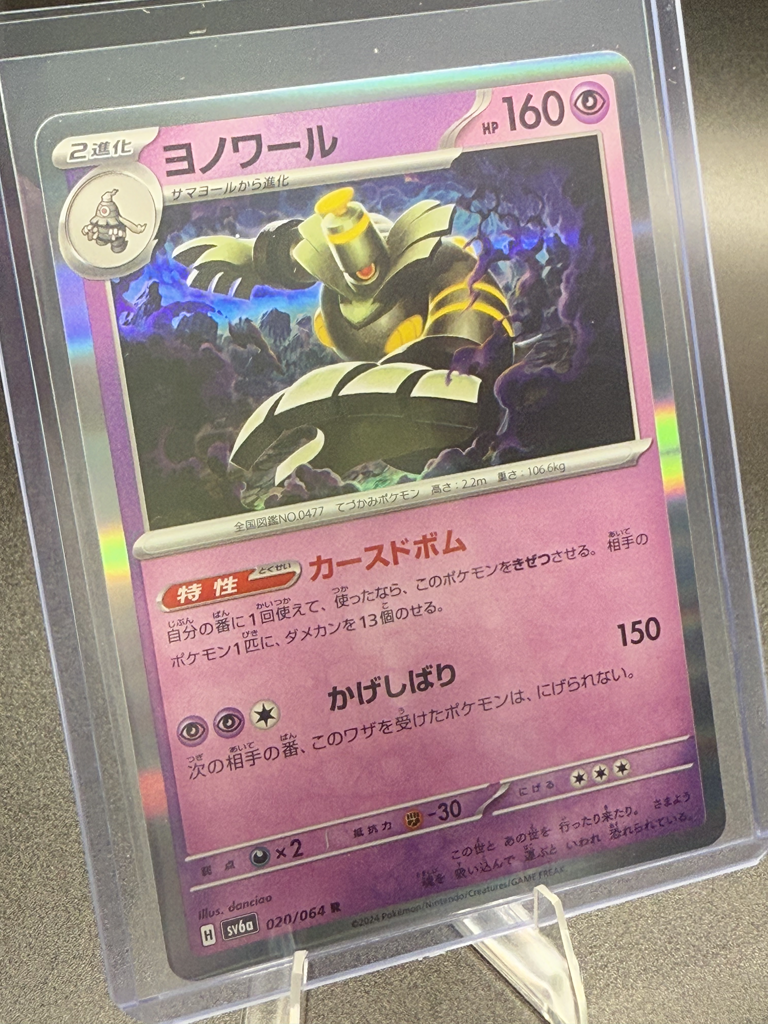 2進化
ヨノワール
HP 160
サマヨールから進化
全国図鑑NO.0477 てづかみポケモン 高さ:2.2m 重さ:106.6kg
特性 とくせい カースドボム
自分の番に1回使えて、使ったなら、このポケモンをきぜつさせる。相手の
ポケモン1匹に、ダメカンを13個のせる。
かげしばり 150
次の相手の番、このワザを受けたポケモンは、にげられない。
弱点 ×2 抵抗力 -30 にげる
この世と あの世を 行ったり来たり。 さまよう
魂を 吸い込んで 運ぶと いわれ 恐れられている。
Illus. danciao
H sv6a 020/064 R
©2024 Pokémon/Nintendo/Creatures/GAME FREAK